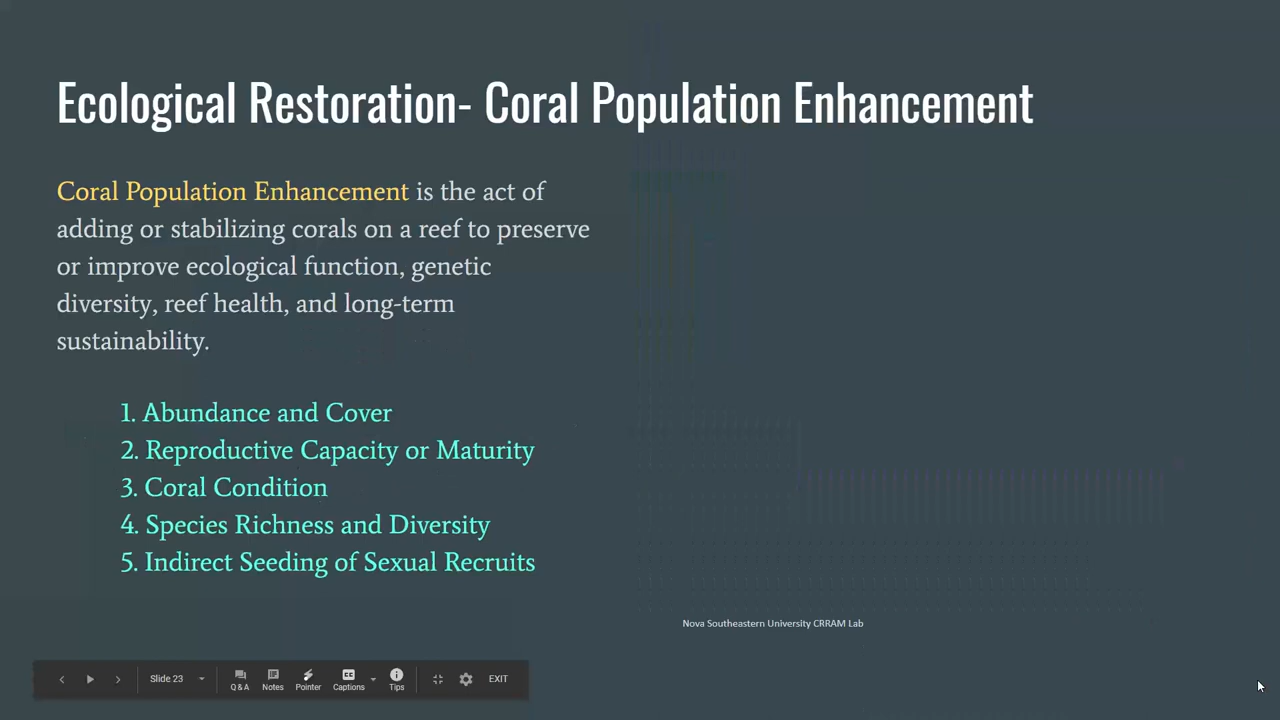 Ecological Restoration- Coral Population Enhancement
Coral Population Enhancement is the act of
adding or stabilizing corals on a reef to preserve
or improve ecological function, genetic
diversity, reef health, and long-term
sustainability.
1. Abundance and Cover
2. Reproductive Capacity or Maturity
3. Coral Condition
4. Species Richness and Diversity
5. Indirect Seeding of Sexual Recruits
Nova Southeastern University CRRAM Lab
Slide 23
Q & A
Notes
Pointer
CC
Captions
Tips
EXIT